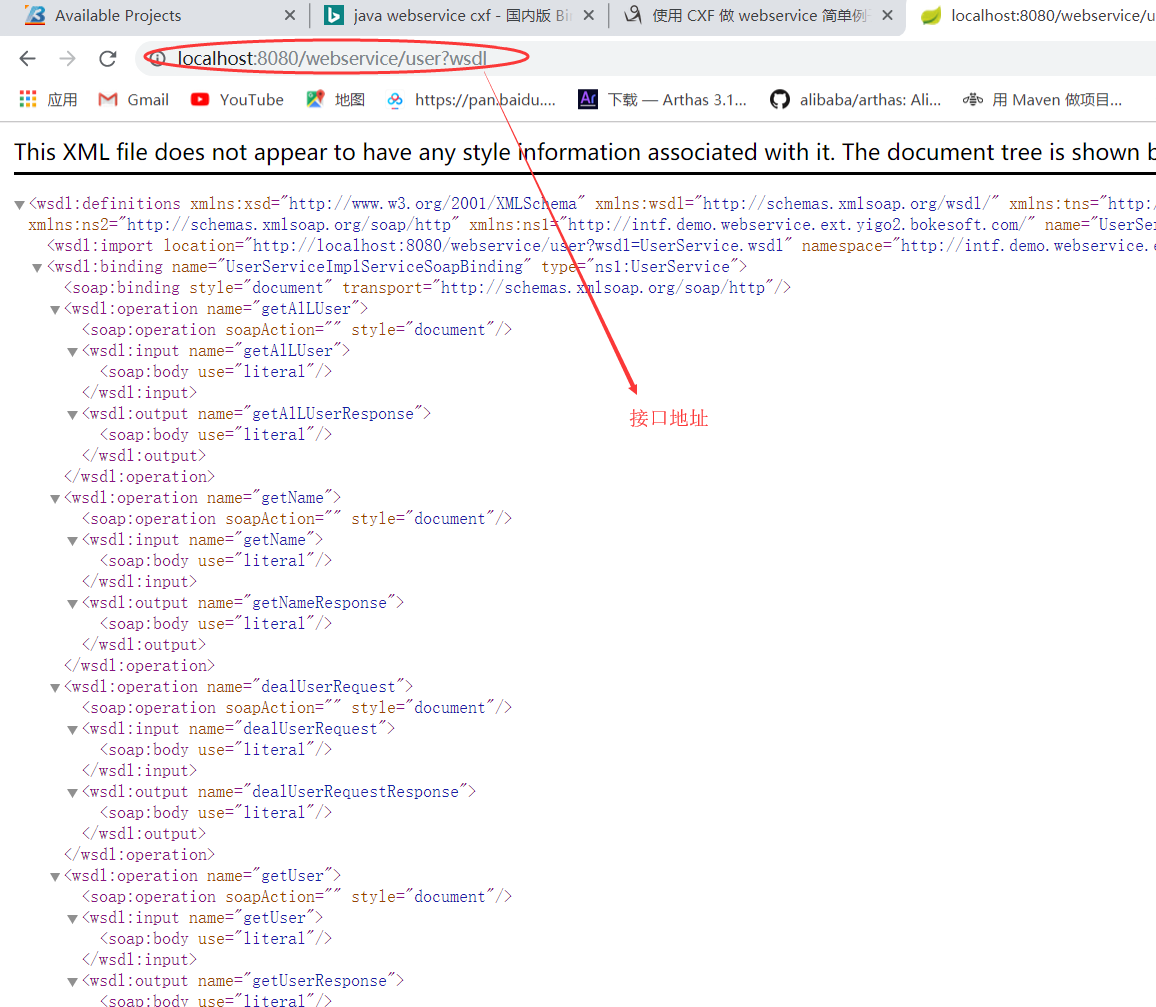 Available Projects
java webservice cxf - 国内版 Bi
使用 CXF 做 webservice 简单例
localhost:8080/webservice/u
localhost:8080/webservice/user?wsdl
应用
Gmail
YouTube
地图
https://pan.baidu....
Ar
下载 — Arthas 3.1...
alibaba/arthas: Ali...
用 Maven 做项目...
This XML file does not appear to have any style information associated with it. The document tree is shown b
<wsdl:definitions xmlns:xsd="http://www.w3.org/2001/XMLSchema" xmlns:wsdl="http://schemas.xmlsoap.org/wsdl/" xmlns:tns="http:/
xmlns:ns2="http://schemas.xmlsoap.org/soap/http" xmlns:ns1="http://intf.demo.webservice.ext.yigo2.bokesoft.com/" name="UserSe
<wsdl:import location="http://localhost:8080/webservice/user?wsdl=UserService.wsdl" namespace="http://intf.demo.webservice.e
<wsdl:binding name="UserServiceImplServiceSoapBinding" type="ns1:UserService">
<soap:binding style="document" transport="http://schemas.xmlsoap.org/soap/http"/>
<wsdl:operation name="getAlLUser">
<soap:operation soapAction="" style="document"/>
<wsdl:input name="getAlLUser">
<soap:body use="literal"/>
</wsdl:input>
<wsdl:output name="getAlLUserResponse">
<soap:body use="literal"/>
</wsdl:output>
</wsdl:operation>
接口地址
<wsdl:operation name="getName">
<soap:operation soapAction="" style="document"/>
<wsdl:input name="getName">
<soap:body use="literal"/>
</wsdl:input>
<wsdl:output name="getNameResponse">
<soap:body use="literal"/>
</wsdl:output>
</wsdl:operation>
<wsdl:operation name="dealUserRequest">
<soap:operation soapAction="" style="document"/>
<wsdl:input name="dealUserRequest">
<soap:body use="literal"/>
</wsdl:input>
<wsdl:output name="dealUserRequestResponse">
<soap:body use="literal"/>
</wsdl:output>
</wsdl:operation>
<wsdl:operation name="getUser">
<soap:operation soapAction="" style="document"/>
<wsdl:input name="getUser">
<soap:body use="literal"/>
</wsdl:input>
<wsdl:output name="getUserResponse">
<soap:body use="literal"/>